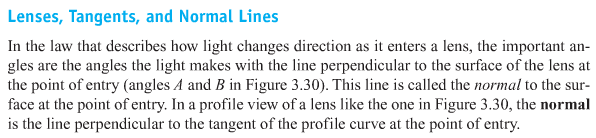 Lenses, Tangents, and Normal Lines
In the law that describes how light changes direction as it enters a lens, the important an-
gles are the angles the light makes with the line perpendicular to the surface of the lens at
the point of entry (angles A and B in Figure 3.30). This line is called the normal to the sur-
face at the point of entry. In a profile view of a lens like the one in Figure 3.30, the normal
is the line perpendicular to the tangent of the profile curve at the point of entry.